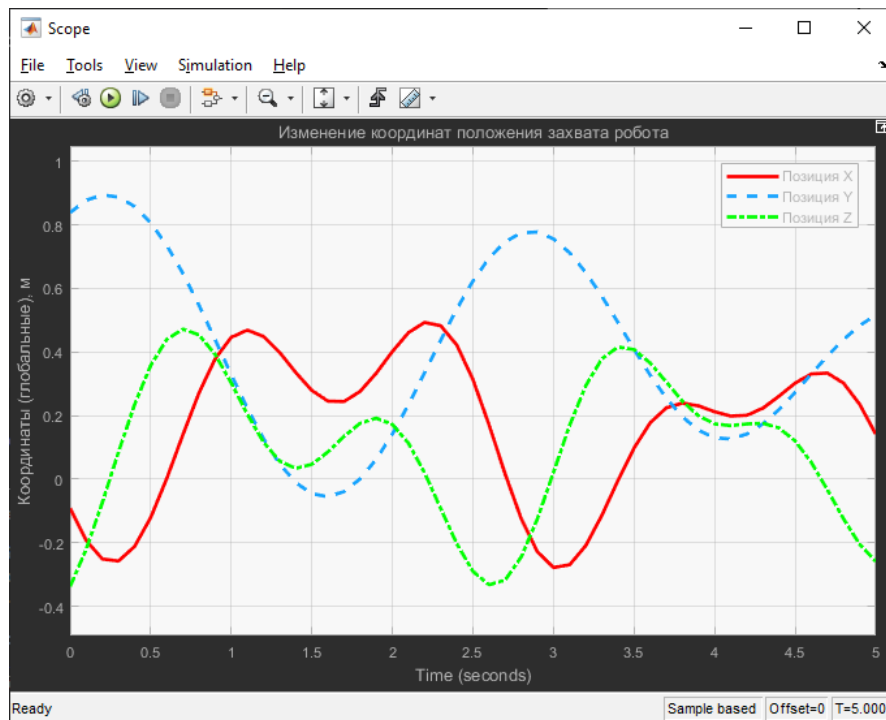 Scope
File Tools View Simulation Help
Изменение координат положения захвата робота
Позиция X
Позиция Y
Позиция Z
Координаты (глобальные), м
1
0.8
0.6
0.4
0.2
0
-0.2
-0.4
0 0.5 1 1.5 2 2.5 3 3.5 4 4.5 5
Time (seconds)
Ready Sample based Offset=0 T=5.000